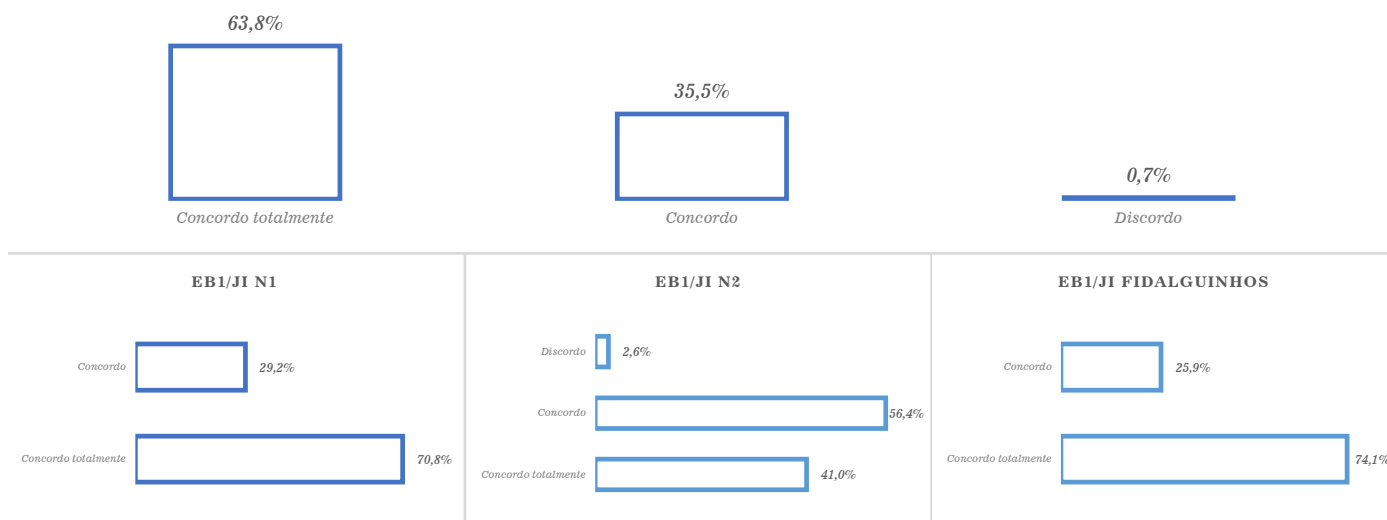 63,8%
35,5%
0,7%
Concordo totalmente
Concordo
Discordo
EB1/JI N1
Concordo
29,2%
Concordo totalmente
70,8%
EB1/JI N2
Discordo
2,6%
Concordo
56,4%
Concordo totalmente
41,0%
EB1/JI FIDALGUINHOS
Concordo
25,9%
Concordo totalmente
74,1%